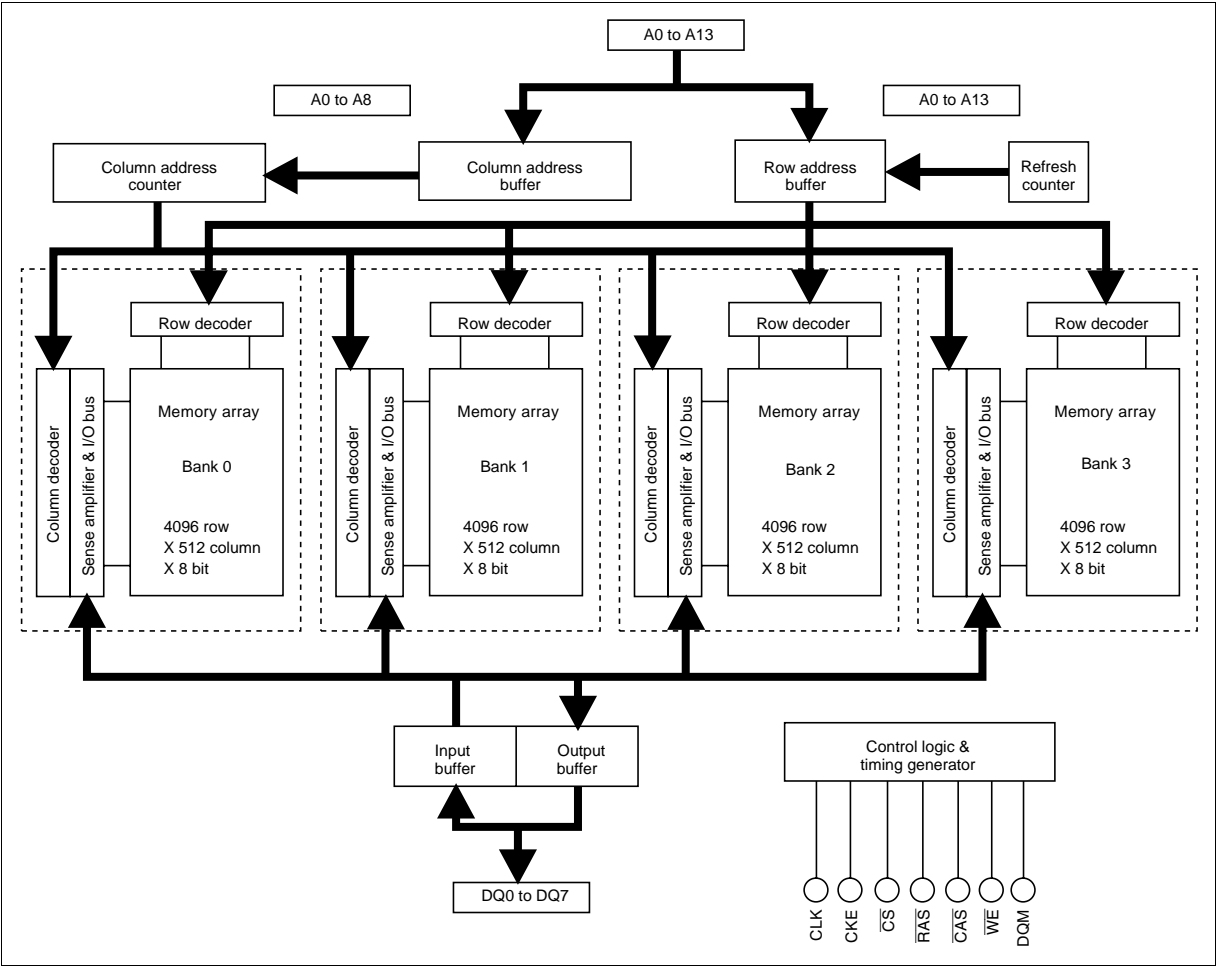 A0 to A13
A0 to A8
A0 to A13
Column address
counter
Column address
buffer
Row address
buffer
Refresh
counter
Row decoder
Row decoder
Row decoder
Row decoder
Column decoder
Sense amplifier & I/O bus
Memory array
Bank 0
4096 row
X 512 column
X 8 bit
Column decoder
Sense amplifier & I/O bus
Memory array
Bank 1
4096 row
X 512 column
X 8 bit
Column decoder
Sense amplifier & I/O bus
Memory array
Bank 2
4096 row
X 512 column
X 8 bit
Column decoder
Sense amplifier & I/O bus
Memory array
Bank 3
4096 row
X 512 column
X 8 bit
Input
buffer
Output
buffer
Control logic &
timing generator
DQ0 to DQ7
CLK
CKE
C̅S̅
R̅A̅S̅
C̅A̅S̅
W̅E̅
DQM